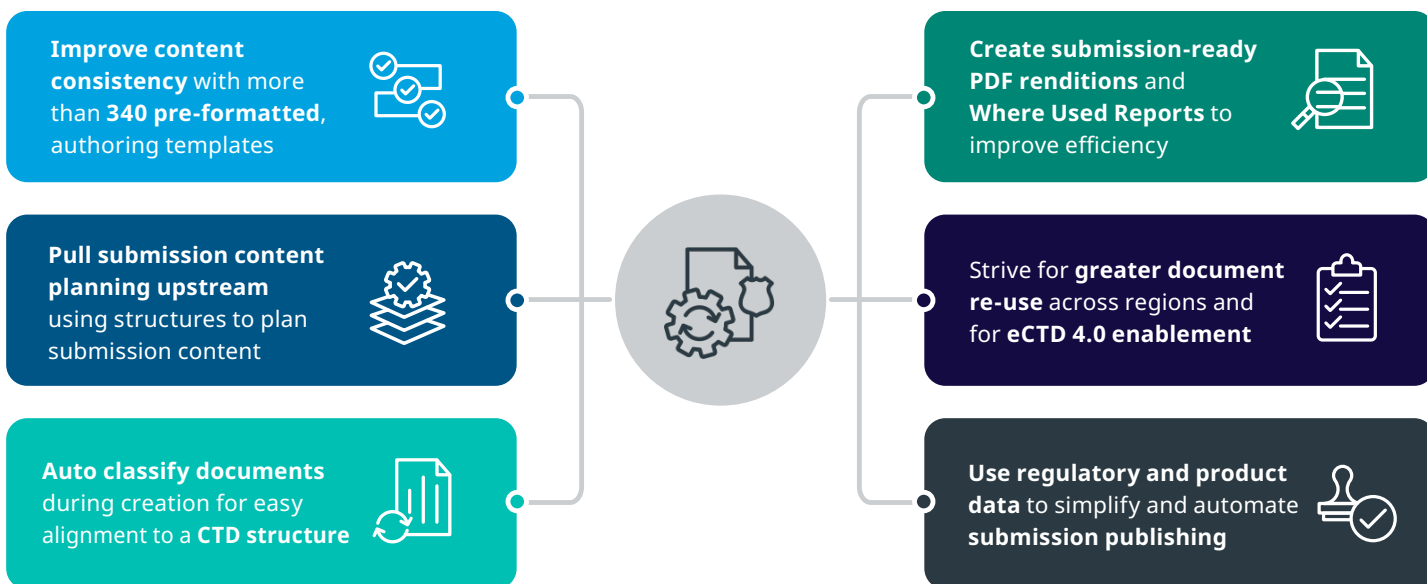 Improve content
consistency with more
than 340 pre-formatted,
authoring templates
Pull submission content
planning upstream
using structures to plan
submission content
Auto classify documents
during creation for easy
alignment to a CTD structure
Create submission-ready
PDF renditions and
Where Used Reports to
improve efficiency
Strive for greater document
re-use across regions and
for eCTD 4.0 enablement
Use regulatory and product
data to simplify and automate
submission publishing